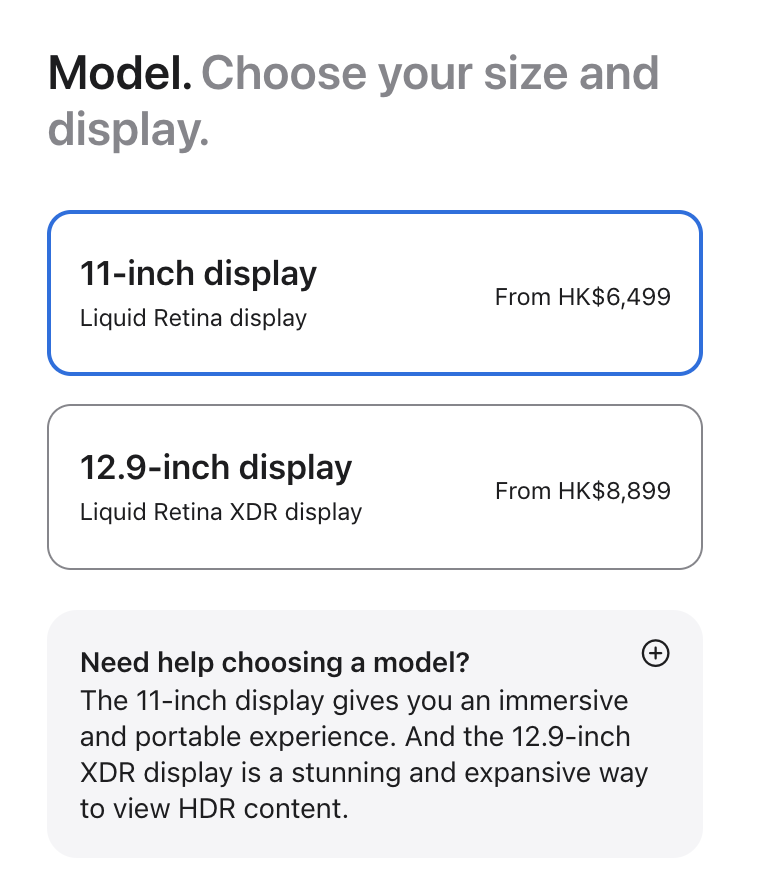 Model. Choose your size and
display.
11-inch display
Liquid Retina display
From HK$6,499
12.9-inch display
Liquid Retina XDR display
From HK$8,899
Need help choosing a model?
The 11-inch display gives you an immersive
and portable experience. And the 12.9-inch
XDR display is a stunning and expansive way
to view HDR content.